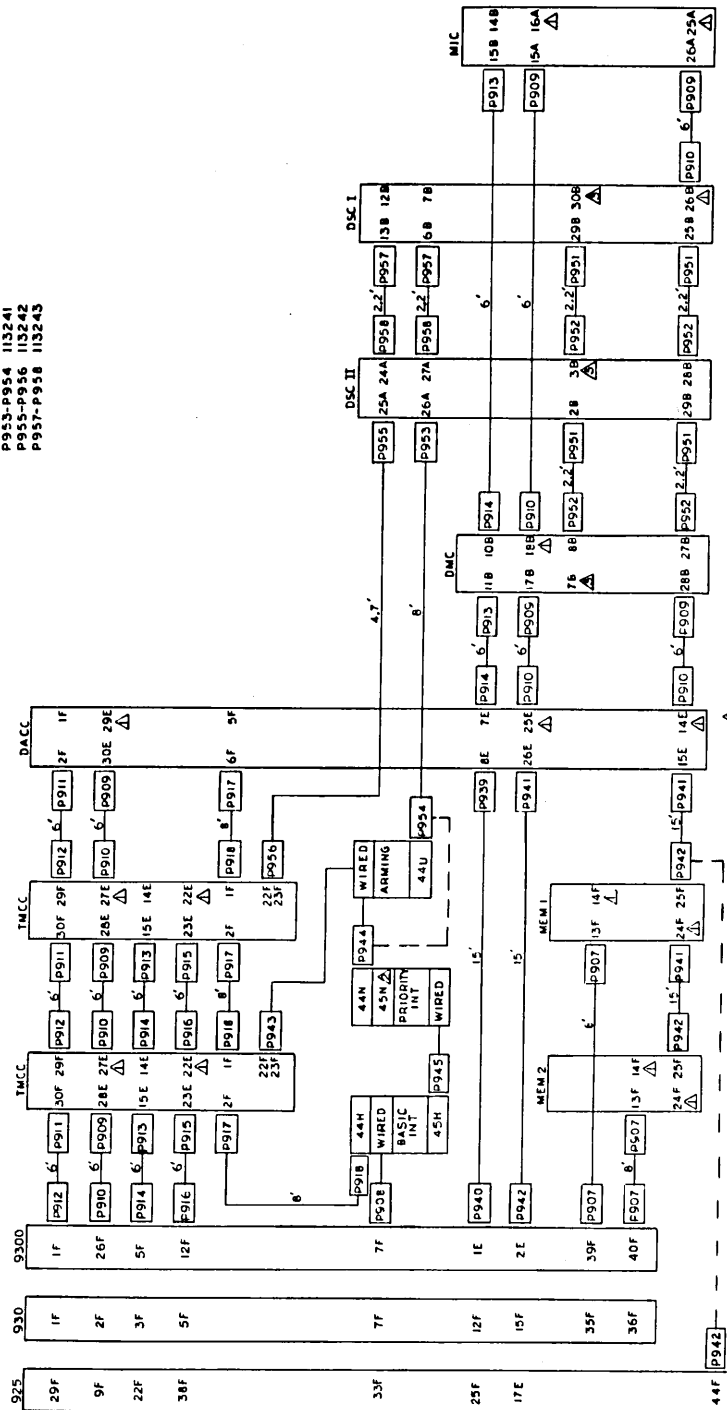 P953-P954 113241
P955-P956 113242
P957-P958 113243
MIC
15B 14B
15A 16A
26A 25A
P913
P909
P909
6'
P910
6'
6'
DSC I
13B 12B
6B 7B
29B 30B
25B 26B
P957
P957
P951
P951
2.2'
2.2'
2.2'
2.2'
P958
P958
P952
P952
DSC II
25A 24A
26A 27A
2B 3B
29B 28B
P955
P953
P951
P951
2.2'
2.2'
P914
P910
P952
P952
4.7'
8'
DMC
11B 10B
17B 18B
7B 8B
28B 27B
P913
P909
P909
6'
6'
6'
P914
P910
P910
DACC
2F 1F
30E 29E
6F 5F
8E 7E
26E 25E
15E 14E
P911
P909
P917
P939
P941
P941
6'
6'
8'
15'
P912
P910
P918
P956
P954
P942
TMCC
30F 29F
28E 27E
15E 14E
23E 22E
2F 1F
22F
23F
WIRED
ARMING
44U
MEM 1
13F 14F
24F 25F
P911
P909
P913
P915
P917
P944
P907
P941
6'
6'
6'
6'
8'
15'
15'
15'
6'
P912
P910
P914
P916
P918
P943
44N
45N
PRIORITY
INT
WIRED
P942
TMCC
30F 29F
28E 27E
15E 14E
23E 22E
2F 1F
22F
23F
P945
MEM 2
13F 14F
24F 25F
P911
P909
P913
P915
P917
44H
WIRED
BASIC
INT
45H
P907
6'
6'
6'
6'
8'
8'
P918
P912
P910
P914
P916
P908
P940
P942
P907
P907
9300
1F
26F
5F
12F
7F
1E
2E
39F
40F
930
1F
2F
3F
5F
7F
12F
15F
35F
36F
P942
925
29F
9F
22F
38F
33F
25F
17E
44F